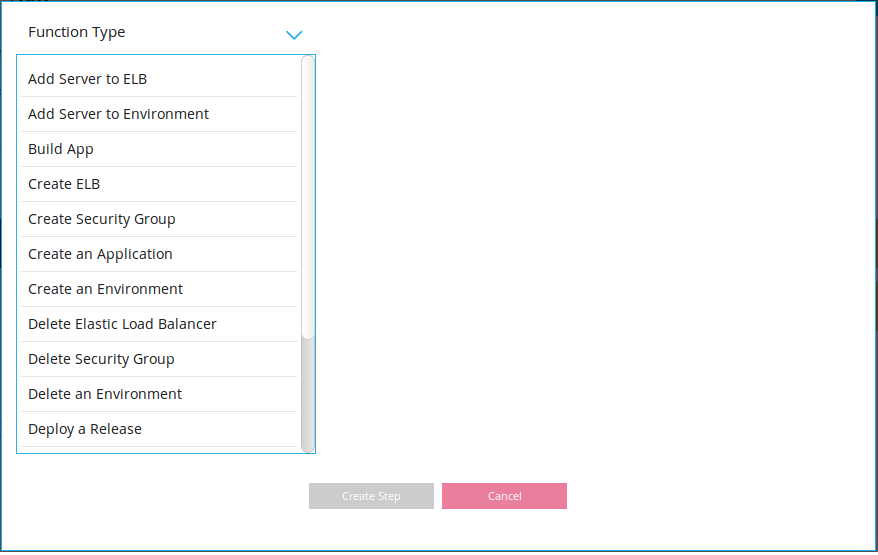 Function Type
Add Server to ELB
Add Server to Environment
Build App
Create ELB
Create Security Group
Create an Application
Create an Environment
Delete Elastic Load Balancer
Delete Security Group
Delete an Environment
Deploy a Release
Create Step Cancel